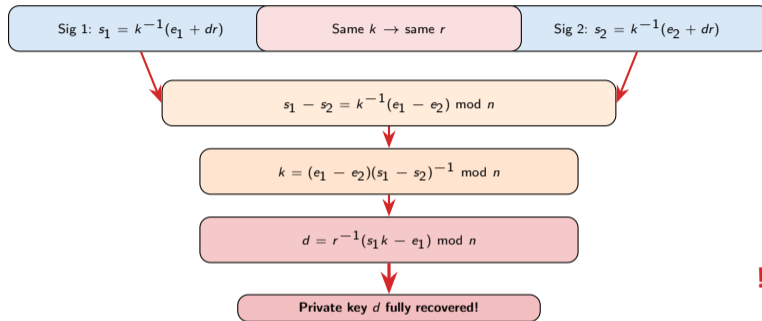 Sig 1: s₁ = k⁻¹(e₁ + dr)
Same k → same r
Sig 2: s₂ = k⁻¹(e₂ + dr)
s₁ − s₂ = k⁻¹(e₁ − e₂) mod n
k = (e₁ − e₂)(s₁ − s₂)⁻¹ mod n
d = r⁻¹(s₁k − e₁) mod n
Private key d fully recovered!
!